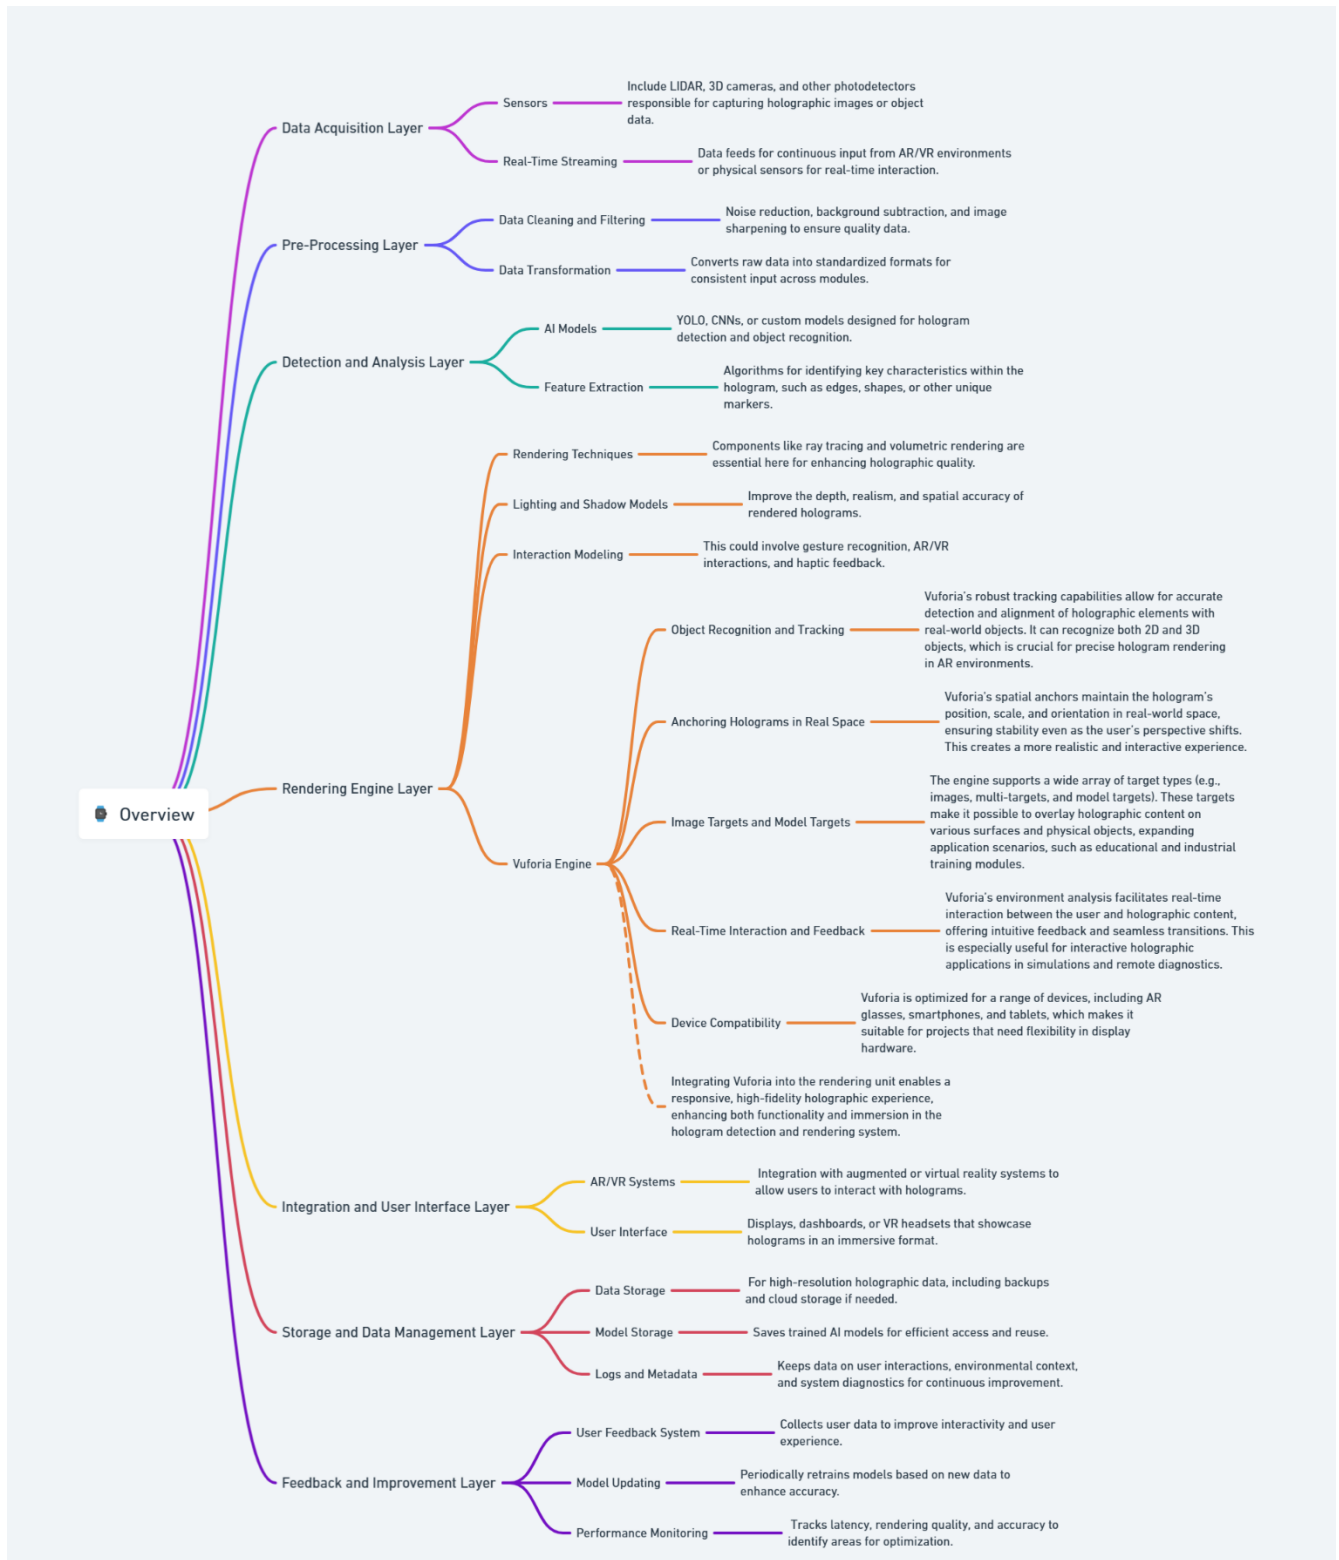 Include LIDAR, 3D cameras, and other photodetectors
Sensors
responsible for capturing holographic images or object
data.
Data Acquisition Layer
Real-Time Streaming
Data feeds for continuous input from AR/VR environments
or physical sensors for real-time interaction.
Data Cleaning and Filtering
Noise reduction, background subtraction, and image
sharpening to ensure quality data.
Pre-Processing Layer
Data Transformation
Converts raw data into standardized formats for
consistent input across modules.
AI Models
YOLO, CNNs, or custom models designed for hologram
detection and object recognition.
Detection and Analysis Layer
Feature Extraction
Algorithms for identifying key characteristics within the
hologram, such as edges, shapes, or other unique
markers.
Rendering Techniques
Components like ray tracing and volumetric rendering are
essential here for enhancing holographic quality.
Lighting and Shadow Models
Improve the depth, realism, and spatial accuracy of
rendered holograms.
Interaction Modeling
This could involve gesture recognition, AR/VR
interactions, and haptic feedback.
Object Recognition and Tracking
Vuforia's robust tracking capabilities allow for accurate
detection and alignment of holographic elements with
real-world objects. It can recognize both 2D and 3D
objects, which is crucial for precise hologram rendering
in AR environments.
Anchoring Holograms in Real Space
Vuforia's spatial anchors maintain the hologram's
position, scale, and orientation in real-world space,
ensuring stability even as the user's perspective shifts.
This creates a more realistic and interactive experience.
Rendering Engine Layer
Overview
Image Targets and Model Targets
The engine supports a wide array of target types (e.g.,
images, multi-targets, and model targets). These targets
make it possible to overlay holographic content on
various surfaces and physical objects, expanding
application scenarios, such as educational and industrial
training modules.
Vuforia Engine
Real-Time Interaction and Feedback
Vuforia's environment analysis facilitates real-time
interaction between the user and holographic content,
offering intuitive feedback and seamless transitions. This
is especially useful for interactive holographic
applications in simulations and remote diagnostics.
Device Compatibility
Vuforia is optimized for a range of devices, including AR
glasses, smartphones, and tablets, which makes it
suitable for projects that need flexibility in display
hardware.
Integrating Vuforia into the rendering unit enables a
responsive, high-fidelity holographic experience,
enhancing both functionality and immersion in the
hologram detection and rendering system.
AR/VR Systems
Integration with augmented or virtual reality systems to
allow users to interact with holograms.
Integration and User Interface Layer
User Interface
Displays, dashboards, or VR headsets that showcase
holograms in an immersive format.
Data Storage
For high-resolution holographic data, including backups
and cloud storage if needed.
Storage and Data Management Layer
Model Storage
Saves trained AI models for efficient access and reuse.
Logs and Metadata
Keeps data on user interactions, environmental context,
and system diagnostics for continuous improvement.
User Feedback System
Collects user data to improve interactivity and user
experience.
Feedback and Improvement Layer
Model Updating
Periodically retrains models based on new data to
enhance accuracy.
Performance Monitoring
Tracks latency, rendering quality, and accuracy to
identify areas for optimization.